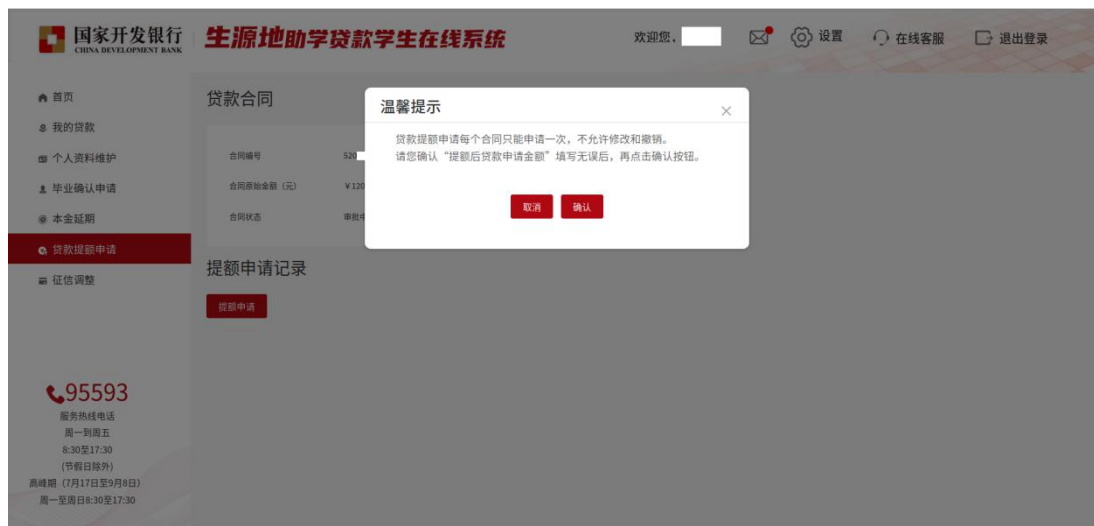 国家开发银行
CHINA DEVELOPMENT BANK
生源地助学贷款学生在线系统
欢迎您，
设置
在线客服
退出登录
首页
我的贷款
个人资料维护
毕业确认申请
本金延期
贷款提额申请
征信调整
95593
服务热线电话
周一到周五
8:30至17:30
(节假日除外)
高峰期（7月17日至9月8日）
周一至周日8:30至17:30
贷款合同
合同编号 520
合同原始金额（元） ￥120
合同状态 审批中
提额申请记录
提额申请
温馨提示
贷款提额申请每个合同只能申请一次，不允许修改和撤销。
请您确认“提额后贷款申请金额”填写无误后，再点击确认按钮。
取消 确认